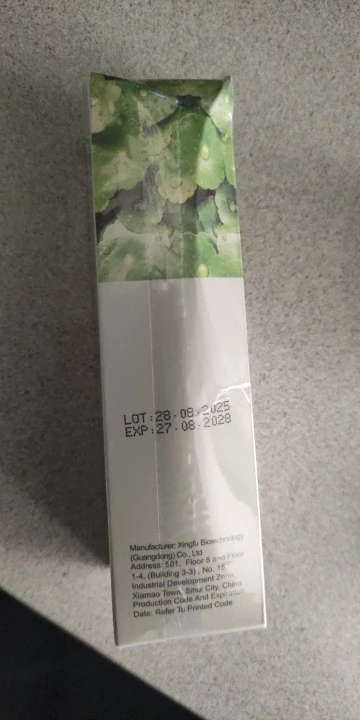 LOT:28.08.2025
EXP:27.08.2028
Manufacturer: Xingfu Biotechnology
(Guangdong) Co., Ltd
Address: 501, Floor 5 and Floor
1-4, (Building 3-3) , No. 15,
Industrial Development Zone,
Xiamao Town, Sihui City, China
Production Code And Expiration
Date: Refer To Printed Code